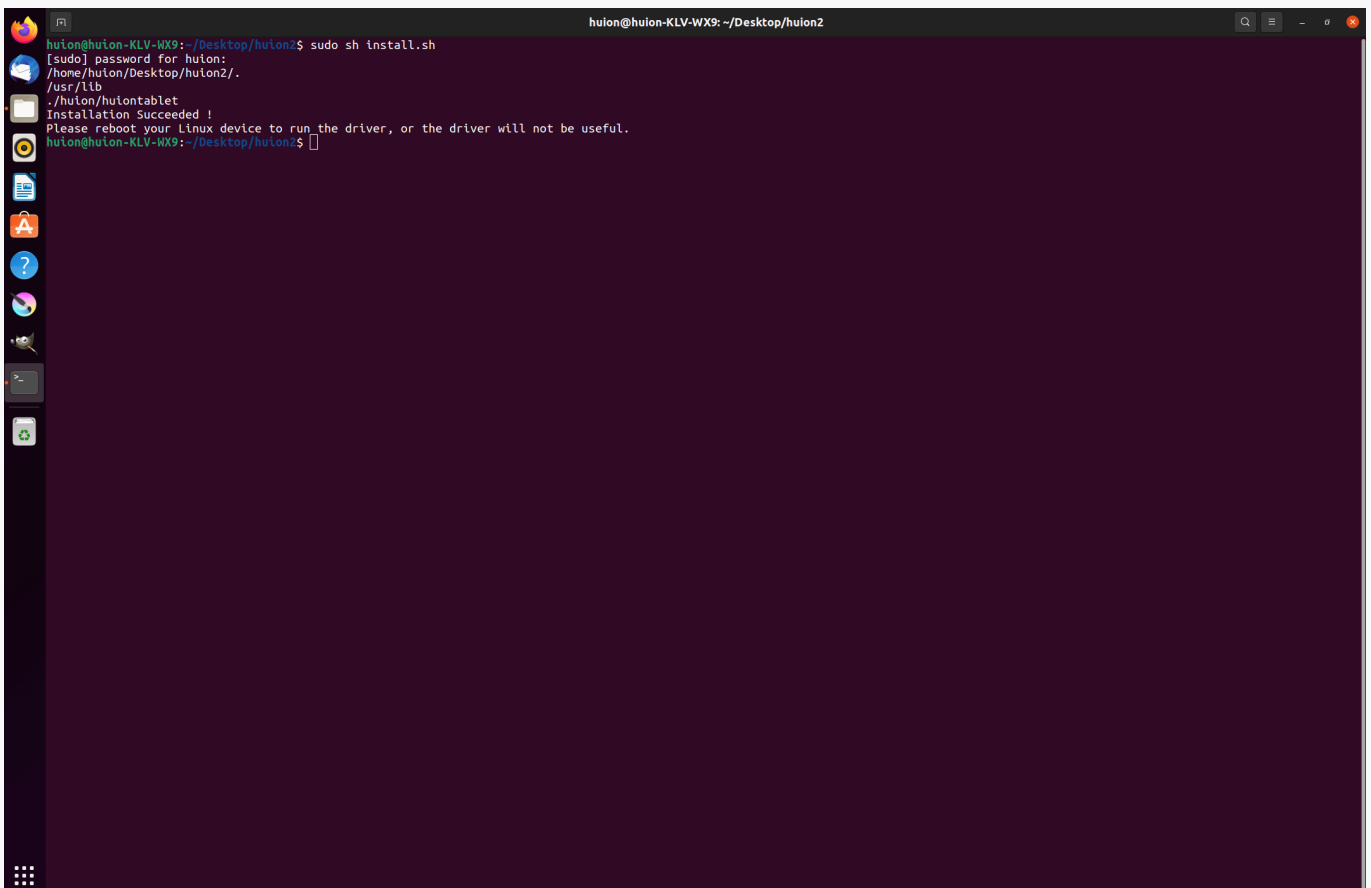 huion@huion-KLV-WX9: ~/Desktop/huion2
huion@huion-KLV-WX9:~/Desktop/huion2$ sudo sh install.sh
[sudo] password for huion:
/home/huion/Desktop/huion2/.
/usr/lib
./huion/huiontablet
Installation Succeeded !
Please reboot your Linux device to run the driver, or the driver will not be useful.
huion@huion-KLV-WX9:~/Desktop/huion2$